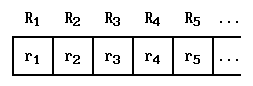 R₁ R₂ R₃ R₄ R₅ ...
r₁ r₂ r₃ r₄ r₅ ...